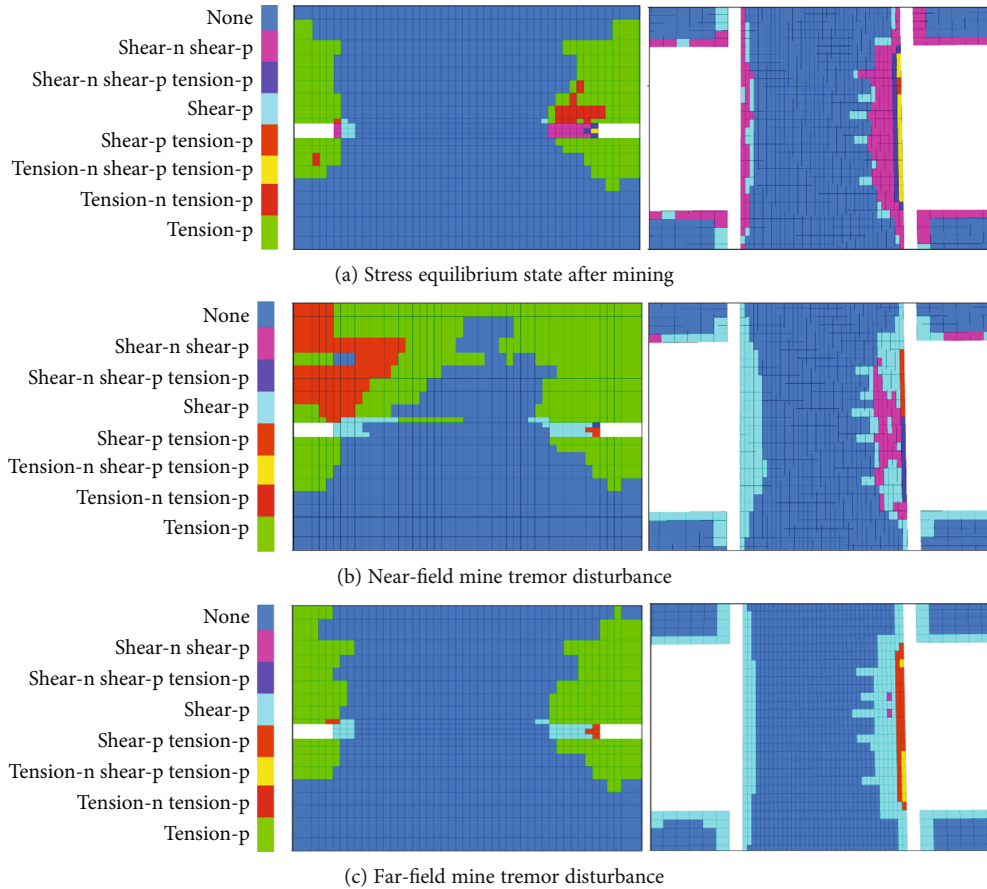 None
Shear-n shear-p
Shear-n shear-p tension-p
Shear-p
Shear-p tension-p
Tension-n shear-p tension-p
Tension-n tension-p
Tension-p
(a) Stress equilibrium state after mining
None
Shear-n shear-p
Shear-n shear-p tension-p
Shear-p
Shear-p tension-p
Tension-n shear-p tension-p
Tension-n tension-p
Tension-p
(b) Near-field mine tremor disturbance
None
Shear-n shear-p
Shear-n shear-p tension-p
Shear-p
Shear-p tension-p
Tension-n shear-p tension-p
Tension-n tension-p
Tension-p
(c) Far-field mine tremor disturbance